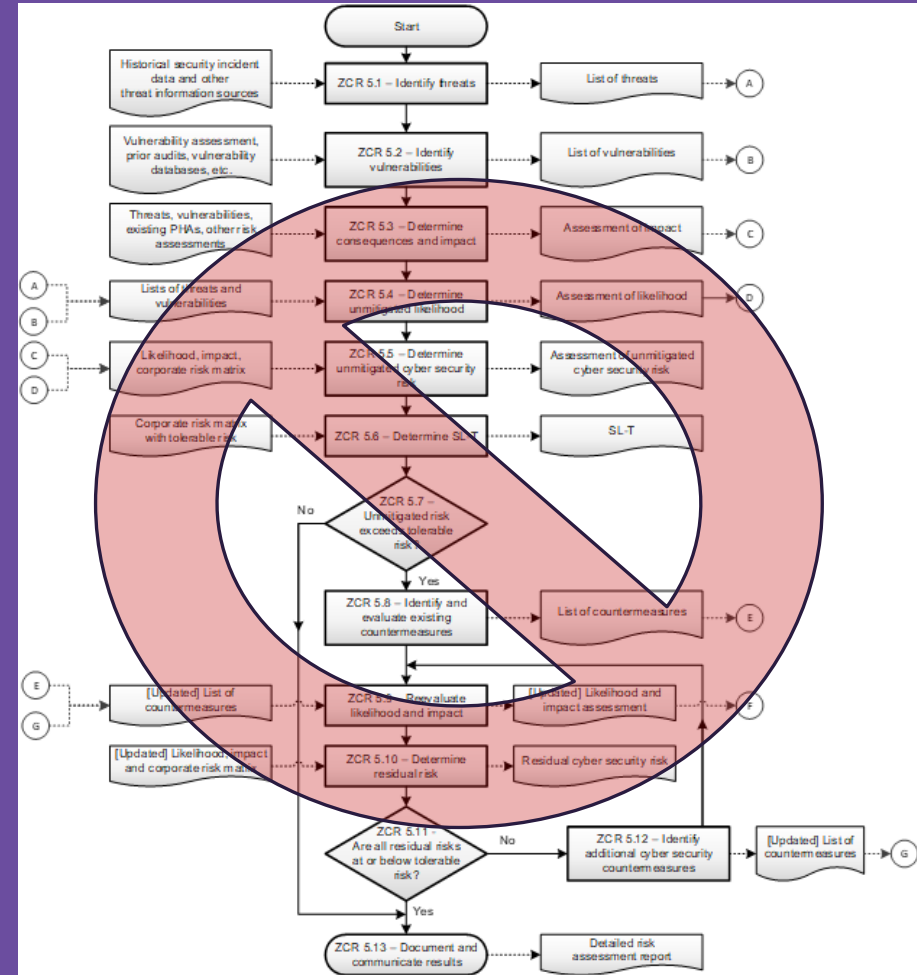 Start
Historical security incident
data and other
threat information sources
ZCR 5.1 – Identify threats
List of threats
A
Vulnerability assessment,
prior audits, vulnerability
databases, etc.
ZCR 5.2 – Identify
vulnerabilities
List of vulnerabilities
B
Threats, vulnerabilities,
existing PHAs, other risk
assessments
ZCR 5.3 – Determine
consequences and impact
Assessment of impact
C
A
B
Lists of threats and
vulnerabilities
ZCR 5.4 – Determine
unmitigated likelihood
Assessment of likelihood
D
C
D
Likelihood, impact,
corporate risk matrix
ZCR 5.5 – Determine
unmitigated cyber security
risk
Assessment of unmitigated
cyber security risk
Corporate risk matrix
with tolerable risk
ZCR 5.6 – Determine SL-T
SL-T
ZCR 5.7 –
Unmitigated risk
exceeds tolerable
risk?
No
Yes
ZCR 5.8 – Identify and
evaluate existing
countermeasures
List of countermeasures
E
E
G
[Updated] List of
countermeasures
ZCR 5.9 – Reevaluate
likelihood and impact
[Updated] Likelihood and
impact assessment
F
[Updated] Likelihood, impact
and corporate risk matrix
ZCR 5.10 – Determine
residual risk
Residual cyber security risk
ZCR 5.11 -
Are all residual risks
at or below tolerable
risk?
No
Yes
ZCR 5.12 – Identify
additional cyber security
countermeasures
[Updated] List of
countermeasures
G
ZCR 5.13 – Document and
communicate results
Detailed risk
assessment report